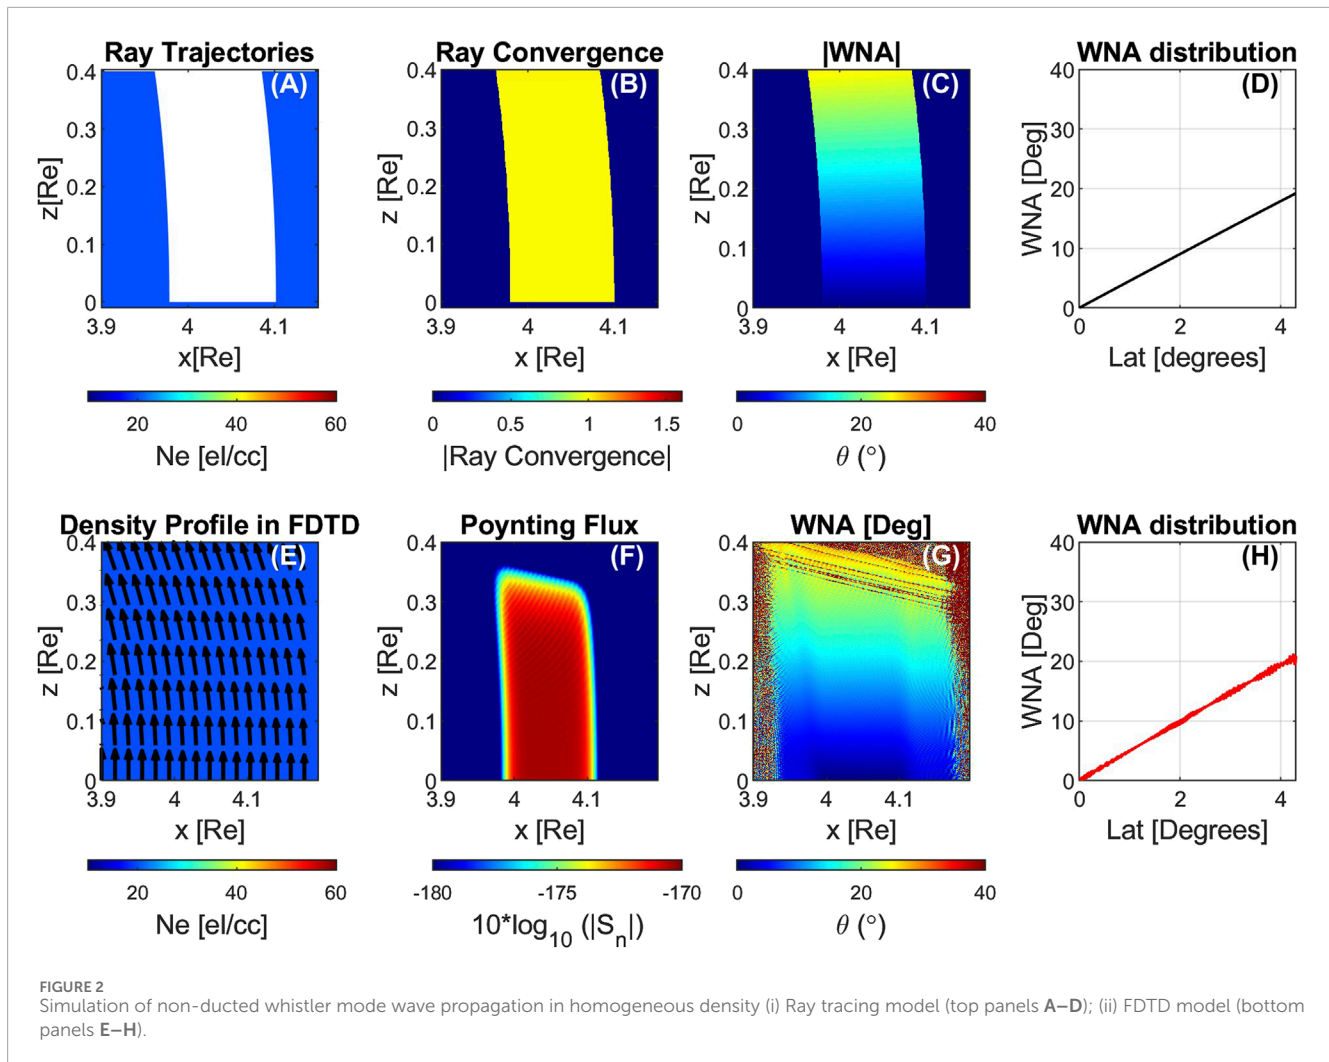 Ray Trajectories
Ray Convergence
|WNA|
WNA distribution
(A)
(B)
(C)
(D)
0.4
0.3
0.2
0.1
0
z[Re]
3.9 4 4.1
x[Re]
0.4
0.3
0.2
0.1
0
z [Re]
3.9 4 4.1
x [Re]
0.4
0.3
0.2
0.1
0
z [Re]
3.9 4 4.1
x [Re]
40
30
20
10
0
WNA [Deg]
0 2 4
Lat [degrees]
20 40 60
Ne [el/cc]
0 0.5 1 1.5
|Ray Convergence|
0 20 40
θ (°)
Density Profile in FDTD
Poynting Flux
WNA [Deg]
WNA distribution
(E)
(F)
(G)
(H)
0.4
0.3
0.2
0.1
0
z [Re]
3.9 4 4.1
x [Re]
0.4
0.3
0.2
0.1
0
z [Re]
3.9 4 4.1
x [Re]
0.4
0.3
0.2
0.1
0
z [Re]
3.9 4 4.1
x [Re]
40
30
20
10
0
WNA [Deg]
0 2 4
Lat [Degrees]
20 40 60
Ne [el/cc]
-180 -175 -170
10*log10 (|Sn|)
0 20 40
θ (°)
FIGURE 2
Simulation of non-ducted whistler mode wave propagation in homogeneous density (i) Ray tracing model (top panels A–D); (ii) FDTD model (bottom
panels E–H).